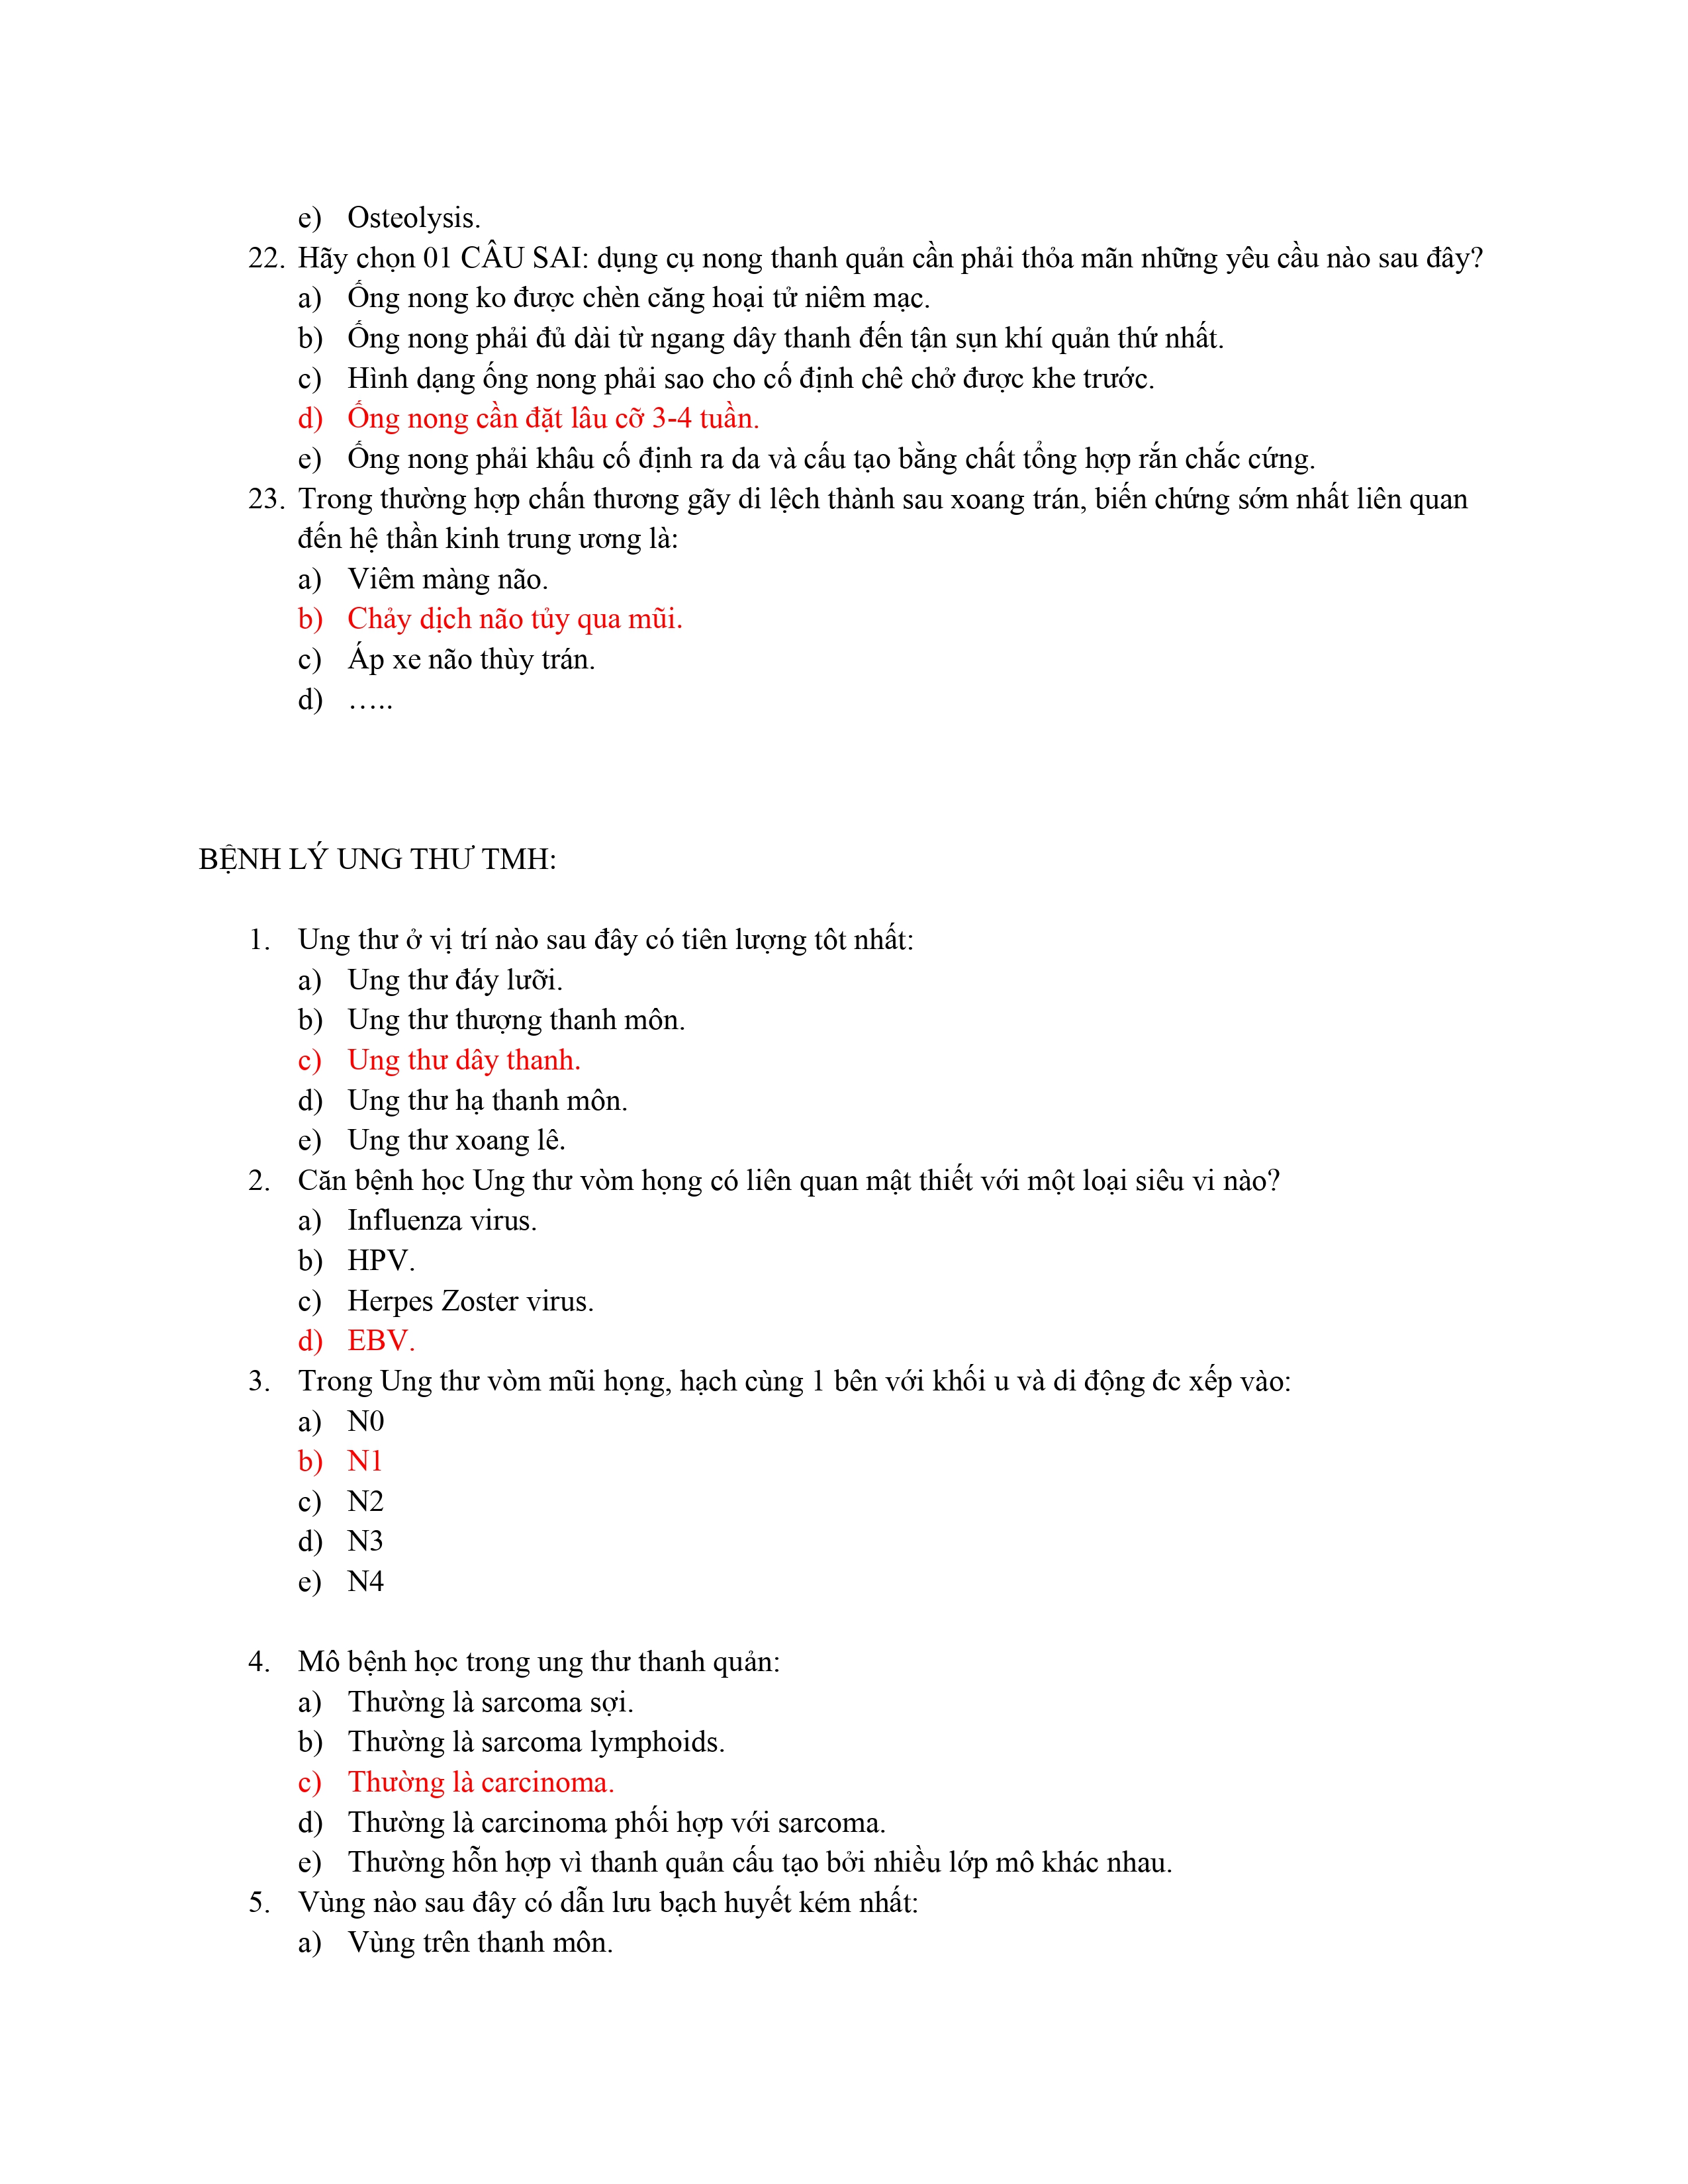 e) Osteolysis.
22. Hãy chọn 01 CÂU SAI: dụng cụ nong thanh quản cần phải thỏa mãn những yêu cầu nào sau đây?
a) Ống nong ko được chèn căng hoại tử niêm mạc.
b) Ống nong phải đủ dài từ ngang dây thanh đến tận sụn khí quản thứ nhất.
c) Hình dạng ống nong phải sao cho cố định chê chở được khe trước.
d) Ống nong cần đặt lâu cỡ 3-4 tuần.
e) Ống nong phải khâu cố định ra da và cấu tạo bằng chất tổng hợp rắn chắc cứng.
23. Trong thường hợp chấn thương gãy di lệch thành sau xoang trán, biến chứng sớm nhất liên quan
đến hệ thần kinh trung ương là:
a) Viêm màng não.
b) Chảy dịch não tủy qua mũi.
c) Áp xe não thùy trán.
d) …..
BỆNH LÝ UNG THƯ TMH:
1. Ung thư ở vị trí nào sau đây có tiên lượng tôt nhất:
a) Ung thư đáy lưỡi.
b) Ung thư thượng thanh môn.
c) Ung thư dây thanh.
d) Ung thư hạ thanh môn.
e) Ung thư xoang lê.
2. Căn bệnh học Ung thư vòm họng có liên quan mật thiết với một loại siêu vi nào?
a) Influenza virus.
b) HPV.
c) Herpes Zoster virus.
d) EBV.
3. Trong Ung thư vòm mũi họng, hạch cùng 1 bên với khối u và di động đc xếp vào:
a) N0
b) N1
c) N2
d) N3
e) N4
4. Mô bệnh học trong ung thư thanh quản:
a) Thường là sarcoma sợi.
b) Thường là sarcoma lymphoids.
c) Thường là carcinoma.
d) Thường là carcinoma phối hợp với sarcoma.
e) Thường hỗn hợp vì thanh quản cấu tạo bởi nhiều lớp mô khác nhau.
5. Vùng nào sau đây có dẫn lưu bạch huyết kém nhất:
a) Vùng trên thanh môn.